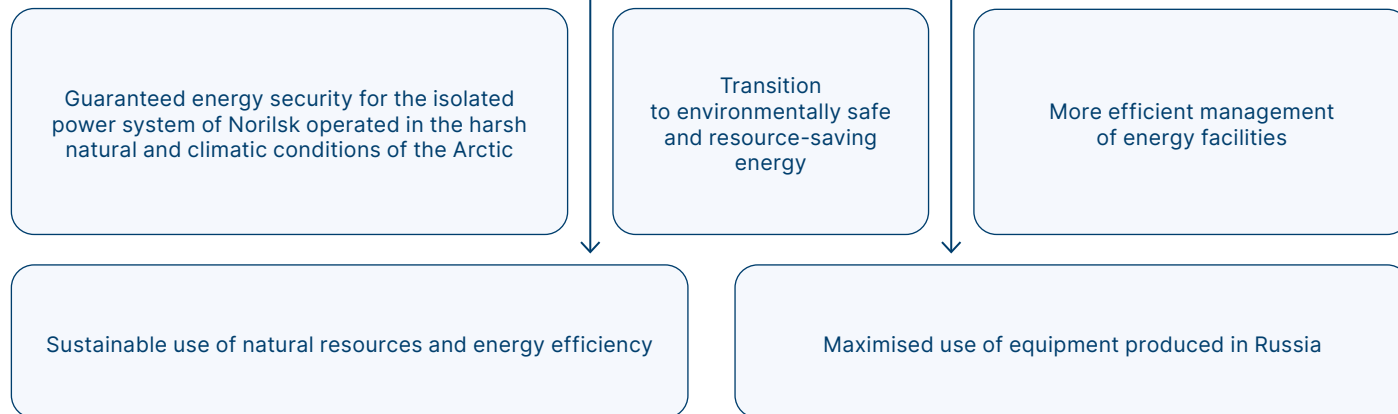 Guaranteed energy security for the isolated
power system of Norilsk operated in the harsh
natural and climatic conditions of the Arctic
Transition
to environmentally safe
and resource-saving
energy
More efficient management
of energy facilities
Sustainable use of natural resources and energy efficiency
Maximised use of equipment produced in Russia